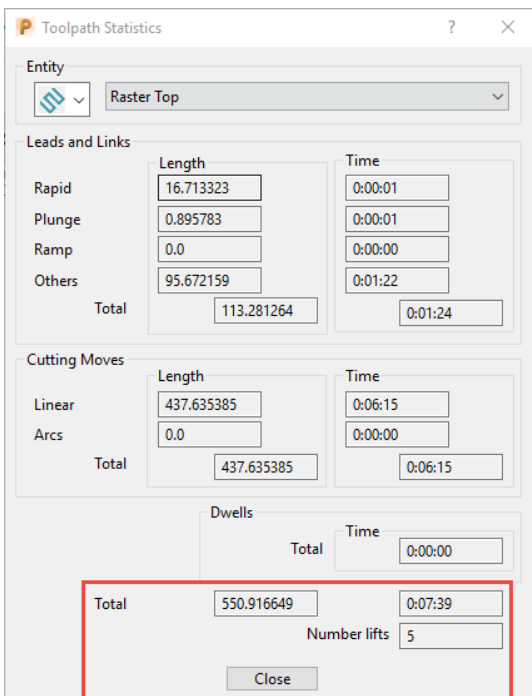 P Toolpath Statistics ?
Entity
Raster Top
Leads and Links
Length Time
Rapid 16.713323 0:00:01
Plunge 0.895783 0:00:01
Ramp 0.0 0:00:00
Others 95.672159 0:01:22
Total 113.281264 0:01:24
Cutting Moves
Length Time
Linear 437.635385 0:06:15
Arcs 0.0 0:00:00
Total 437.635385 0:06:15
Dwells
Time
Total 0:00:00
Total 550.916649 0:07:39
Number lifts 5
Close